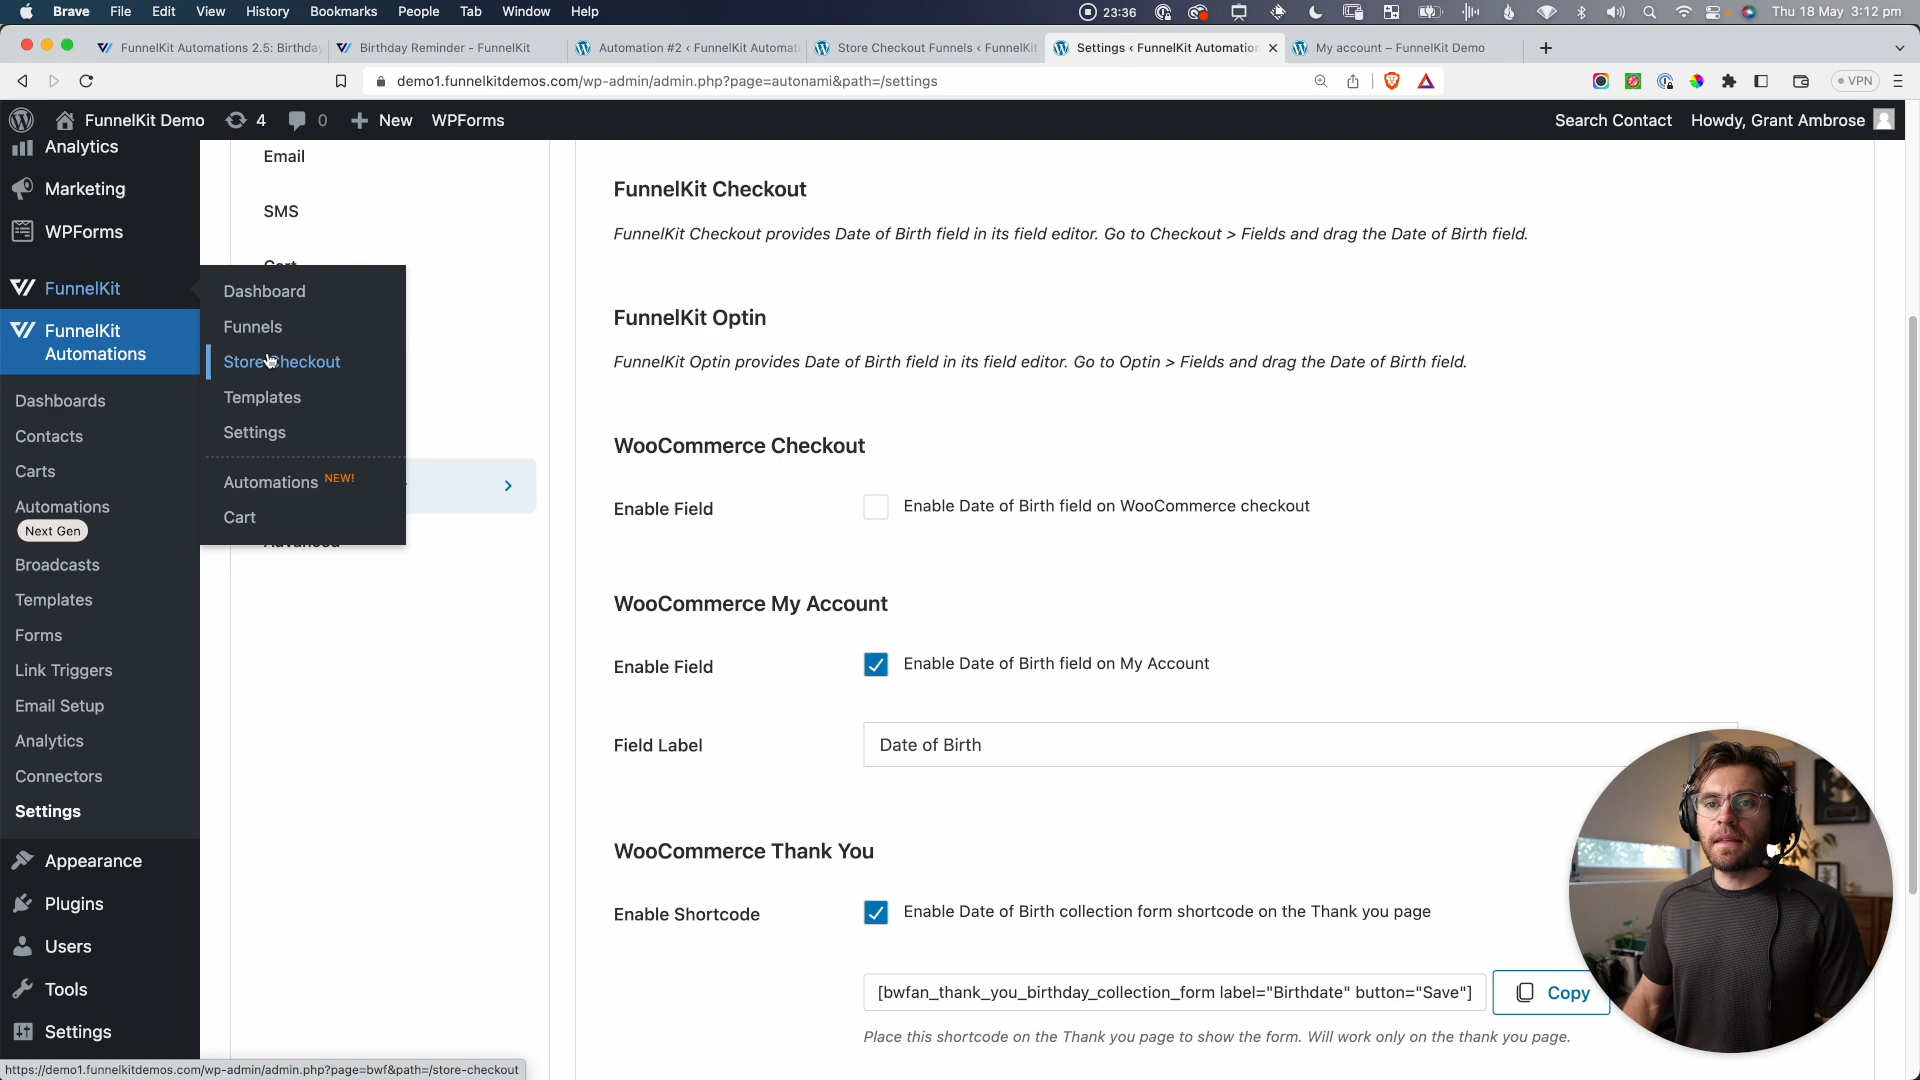 Brave File Edit View History Bookmarks People Tab Window Help 23:36 Thu 18 May 3:12 pm
FunnelKit Automations 2.5: Birthday Birthday Reminder - FunnelKit Automation #2 ‹ FunnelKit Automati Store Checkout Funnels ‹ FunnelKit Settings ‹ FunnelKit Automation My account – FunnelKit Demo
demo1.funnelkitdemos.com/wp-admin/admin.php?page=autonami&path=/settings VPN
FunnelKit Demo 4 0 New WPForms Search Contact Howdy, Grant Ambrose
Analytics
Marketing
WPForms
FunnelKit
FunnelKit
Automations
Dashboards
Contacts
Carts
Automations
Next Gen
Broadcasts
Templates
Forms
Link Triggers
Email Setup
Analytics
Connectors
Settings
Appearance
Plugins
Users
Tools
Settings
Dashboard
Funnels
Store Checkout
Templates
Settings
Automations NEW!
Cart
Email
SMS
Cart
Advanced
FunnelKit Checkout
FunnelKit Checkout provides Date of Birth field in its field editor. Go to Checkout > Fields and drag the Date of Birth field.
FunnelKit Optin
FunnelKit Optin provides Date of Birth field in its field editor. Go to Optin > Fields and drag the Date of Birth field.
WooCommerce Checkout
Enable Field Enable Date of Birth field on WooCommerce checkout
WooCommerce My Account
Enable Field Enable Date of Birth field on My Account
Field Label Date of Birth
WooCommerce Thank You
Enable Shortcode Enable Date of Birth collection form shortcode on the Thank you page
[bwfan_thank_you_birthday_collection_form label="Birthdate" button="Save"] Copy
Place this shortcode on the Thank you page to show the form. Will work only on the thank you page.
https://demo1.funnelkitdemos.com/wp-admin/admin.php?page=bwf&path=/store-checkout